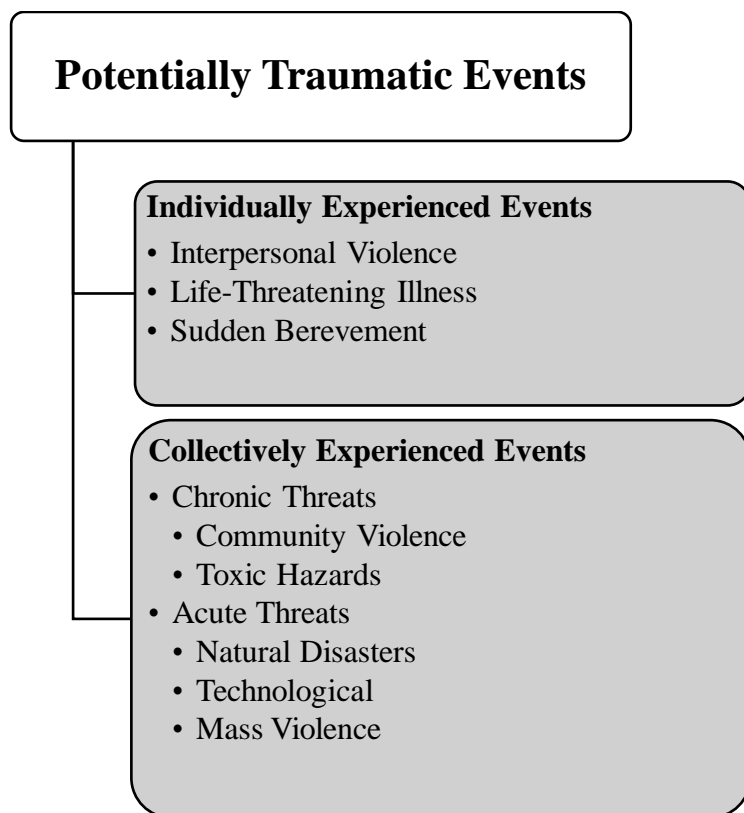 Potentially Traumatic Events
Individually Experienced Events
• Interpersonal Violence
• Life-Threatening Illness
• Sudden Berevement
Collectively Experienced Events
• Chronic Threats
• Community Violence
• Toxic Hazards
• Acute Threats
• Natural Disasters
• Technological
• Mass Violence